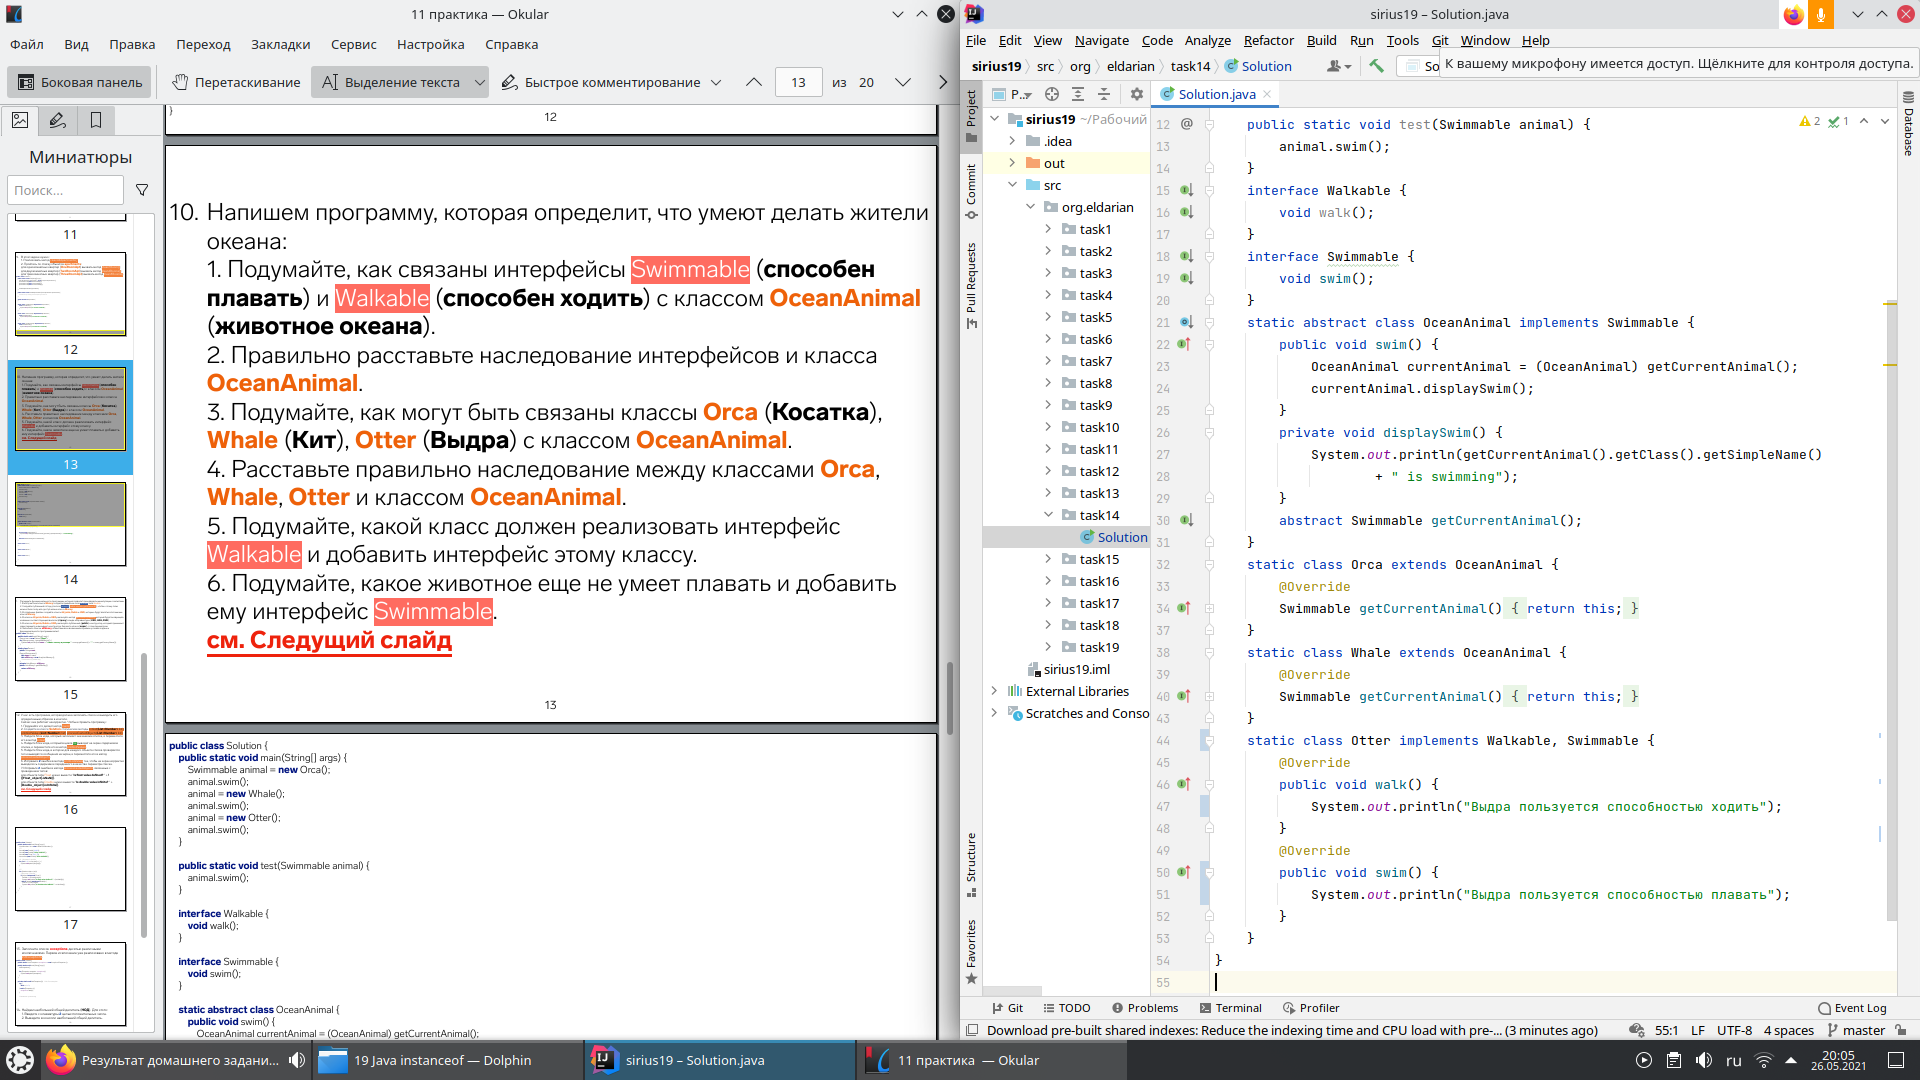 11 практика — Okular
Файл Вид Правка Переход Закладки Сервис Настройка Справка
Боковая панель Перетаскивание Выделение текста Быстрое комментирование 13 из 20
Миниатюры
Поиск...
11
12
13
14
15
16
17
}
12
10. Напишем программу, которая определит, что умеют делать жители
океана:
1. Подумайте, как связаны интерфейсы Swimmable (способен
плавать) и Walkable (способен ходить) с классом OceanAnimal
(животное океана).
2. Правильно расставьте наследование интерфейсов и класса
OceanAnimal.
3. Подумайте, как могут быть связаны классы Orca (Косатка),
Whale (Кит), Otter (Выдра) с классом OceanAnimal.
4. Расставьте правильно наследование между классами Orca,
Whale, Otter и классом OceanAnimal.
5. Подумайте, какой класс должен реализовать интерфейс
Walkable и добавить интерфейс этому классу.
6. Подумайте, какое животное еще не умеет плавать и добавить
ему интерфейс Swimmable.
см. Следущий слайд
13
public class Solution {
public static void main(String[] args) {
Swimmable animal = new Orca();
animal.swim();
animal = new Whale();
animal.swim();
animal = new Otter();
animal.swim();
}
public static void test(Swimmable animal) {
animal.swim();
}
interface Walkable {
void walk();
}
interface Swimmable {
void swim();
}
static abstract class OceanAnimal {
public void swim() {
OceanAnimal currentAnimal = (OceanAnimal) getCurrentAnimal();
sirius19 – Solution.java
File Edit View Navigate Code Analyze Refactor Build Run Tools Git Window Help
sirius19 src org eldarian task14 Solution So
К вашему микрофону имеется доступ. Щёлкните для контроля доступа.
P.. Solution.java
Project
Commit
Pull Requests
Structure
Favorites
Database
sirius19 ~/Рабочий
.idea
out
src
org.eldarian
task1
task2
task3
task4
task5
task6
task7
task8
task9
task10
task11
task12
task13
task14
Solution
task15
task16
task17
task18
task19
sirius19.iml
External Libraries
Scratches and Conso
2 1
12 @ public static void test(Swimmable animal) {
13 animal.swim();
14 }
15 interface Walkable {
16 void walk();
17 }
18 interface Swimmable {
19 void swim();
20 }
21 static abstract class OceanAnimal implements Swimmable {
22 public void swim() {
23 OceanAnimal currentAnimal = (OceanAnimal) getCurrentAnimal();
24 currentAnimal.displaySwim();
25 }
26 private void displaySwim() {
27 System.out.println(getCurrentAnimal().getClass().getSimpleName()
28 + " is swimming");
29 }
30 abstract Swimmable getCurrentAnimal();
31 }
32 static class Orca extends OceanAnimal {
33 @Override
34 Swimmable getCurrentAnimal() { return this; }
37 }
38 static class Whale extends OceanAnimal {
39 @Override
40 Swimmable getCurrentAnimal() { return this; }
43 }
44 static class Otter implements Walkable, Swimmable {
45 @Override
46 public void walk() {
47 System.out.println("Выдра пользуется способностью ходить");
48 }
49 @Override
50 public void swim() {
51 System.out.println("Выдра пользуется способностью плавать");
52 }
53 }
54 }
55
Git TODO Problems Terminal Profiler Event Log
Download pre-built shared indexes: Reduce the indexing time and CPU load with pre-... (3 minutes ago) 55:1 LF UTF-8 4 spaces master
Результат домашнего задани... 19 Java instanceof — Dolphin sirius19 – Solution.java 11 практика — Okular ru 20:05
26.05.2021